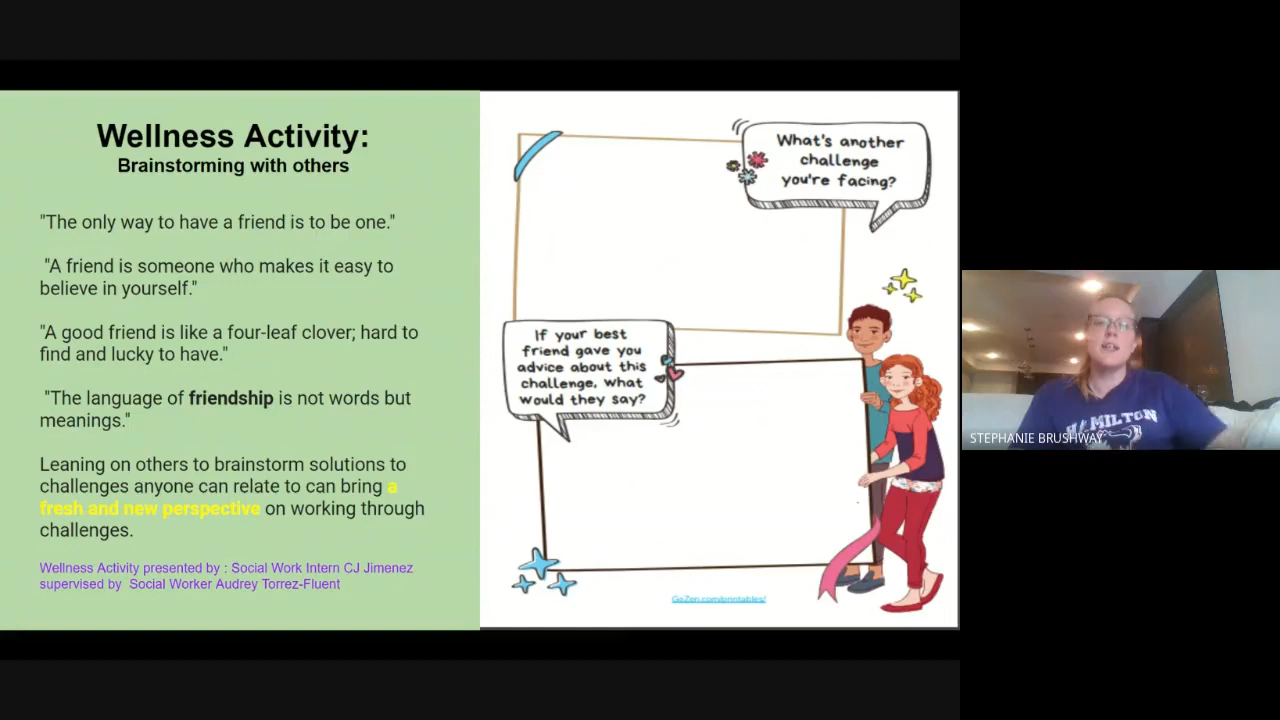 Wellness Activity:
Brainstorming with others
"The only way to have a friend is to be one."
"A friend is someone who makes it easy to
believe in yourself."
"A good friend is like a four-leaf clover; hard to
find and lucky to have."
"The language of friendship is not words but
meanings."
Leaning on others to brainstorm solutions to
challenges anyone can relate to can bring a
fresh and new perspective on working through
challenges.
Wellness Activity presented by : Social Work Intern CJ Jimenez
supervised by  Social Worker Audrey Torrez-Fluent
What's another
challenge
you're facing?
If your best
friend gave you
advice about this
challenge, what
would they say?
GoZen.com/printables/
HAMILTON
STEPHANIE BRUSHWAY